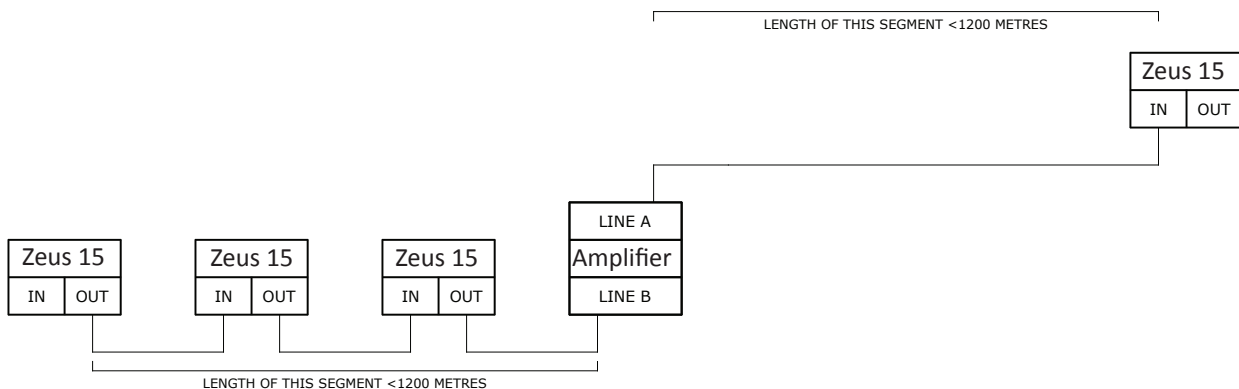 LENGTH OF THIS SEGMENT <1200 METRES
Zeus 15
IN OUT
LINE A
Zeus 15 Zeus 15 Zeus 15 Amplifier
IN OUT IN OUT IN OUT LINE B
LENGTH OF THIS SEGMENT <1200 METRES